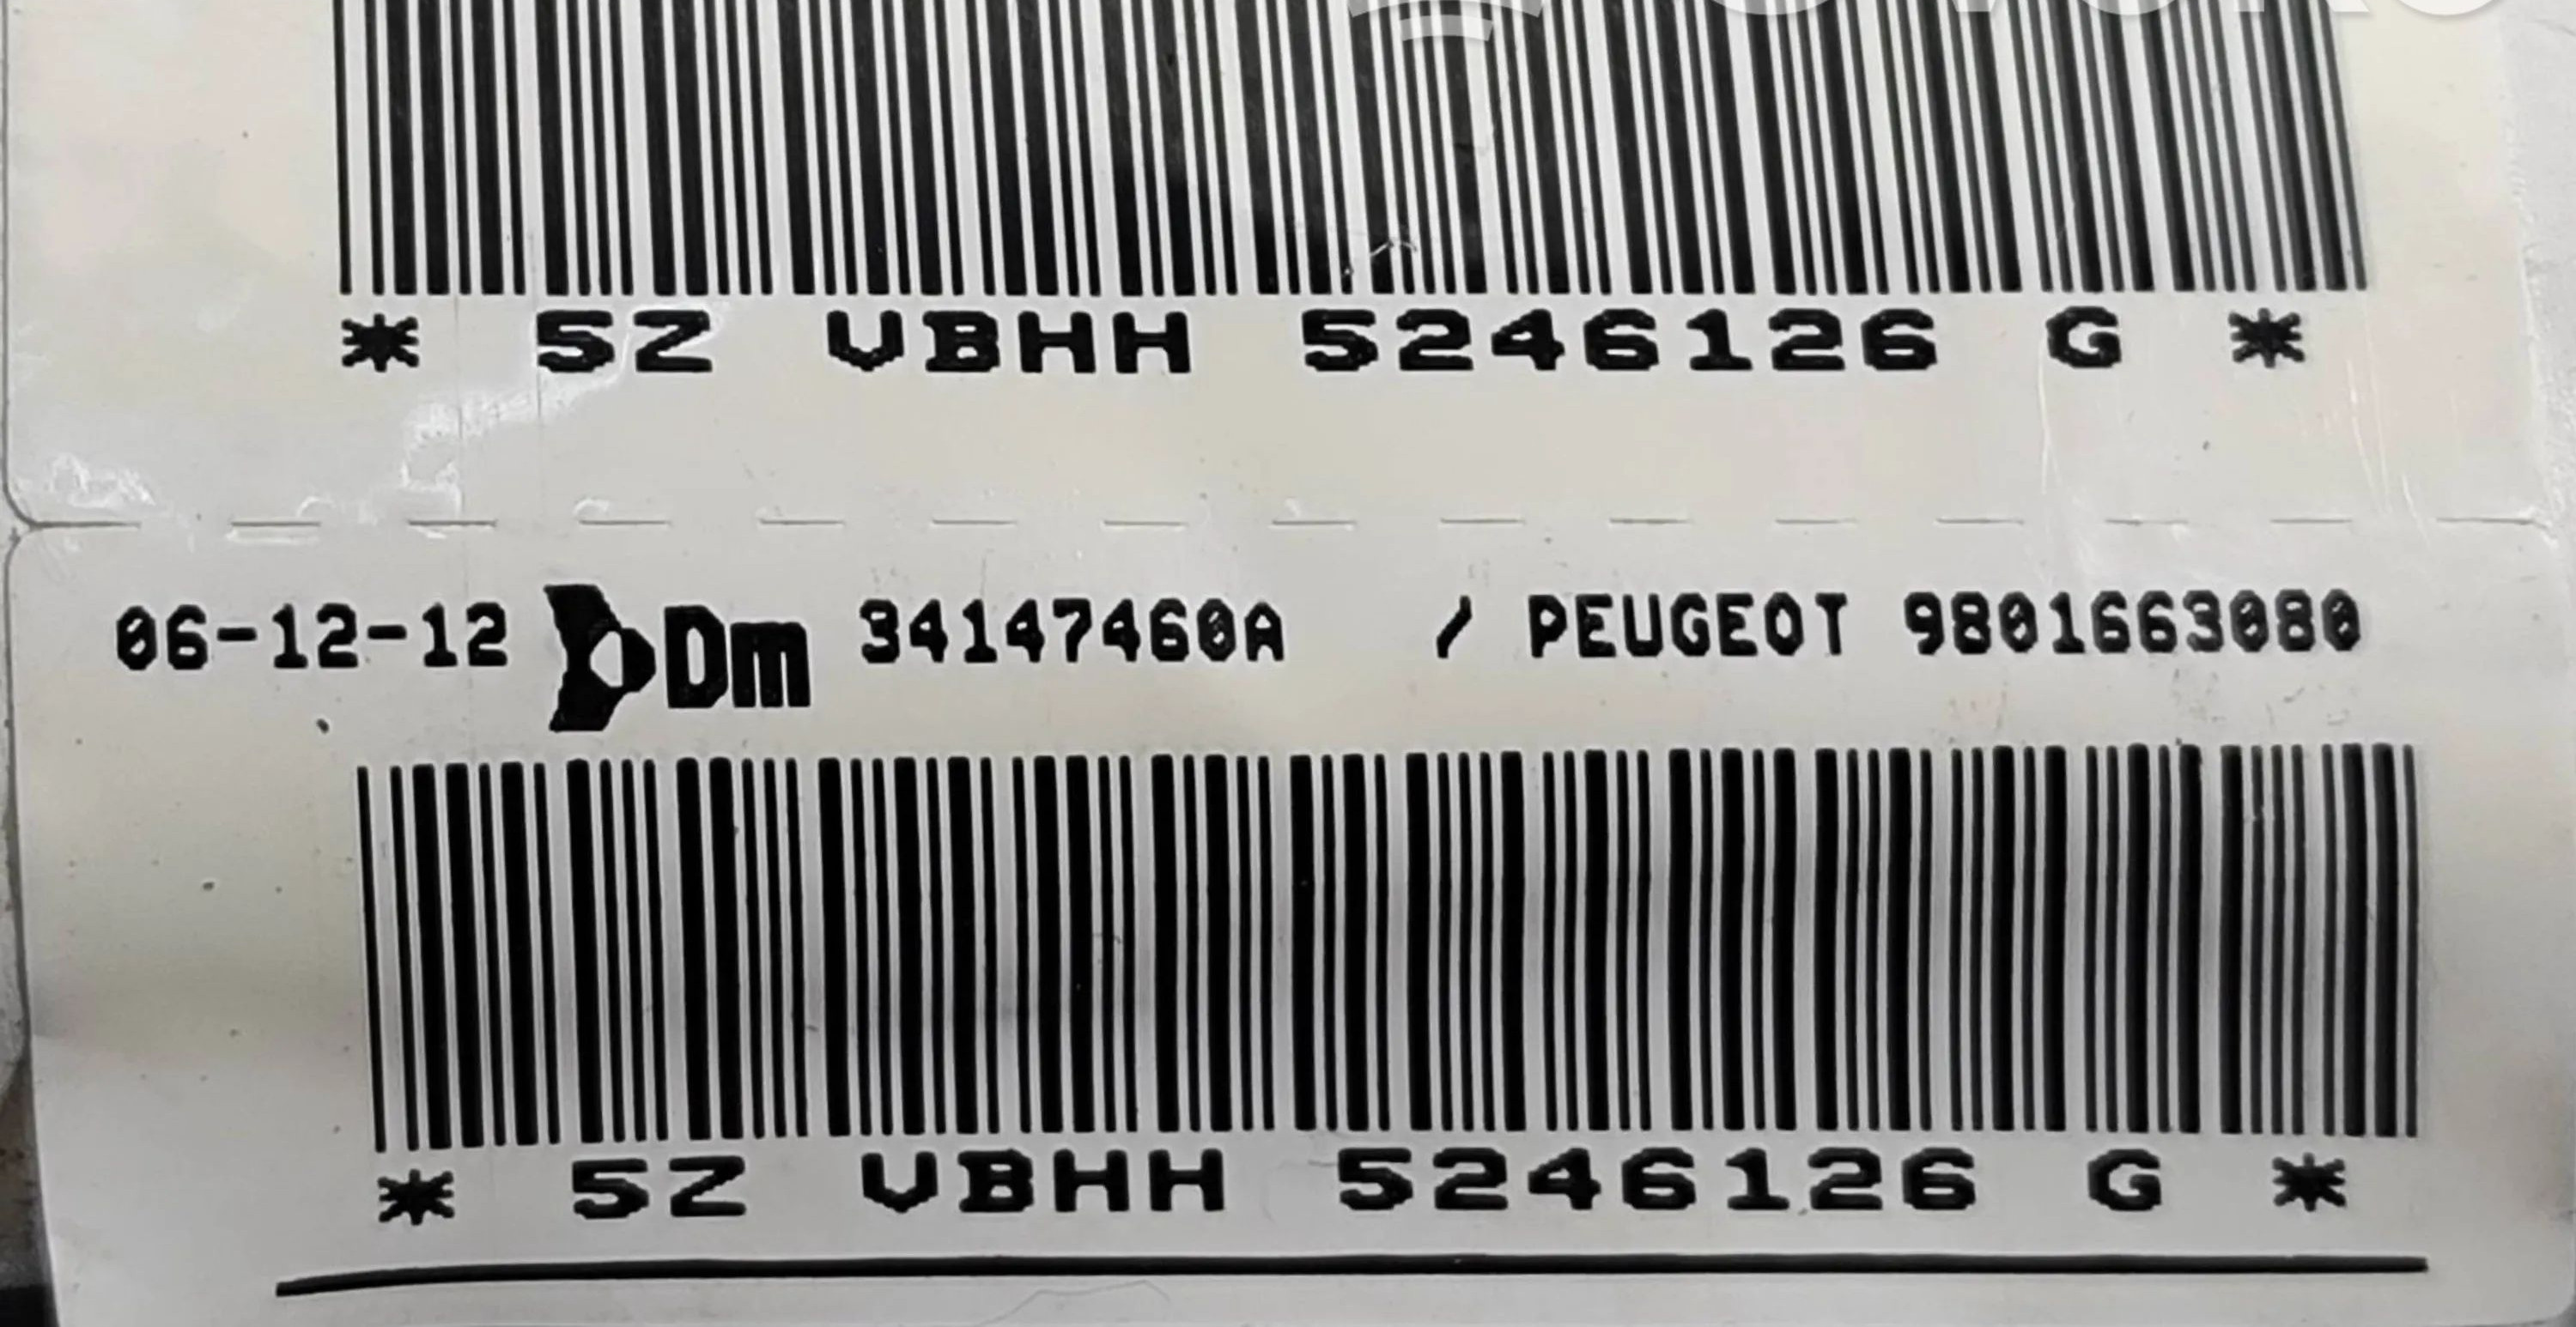 * 5Z VBHH 5246126 G *
06-12-12 Dm 34147460A / PEUGEOT 9801663080
* 5Z VBHH 5246126 G *